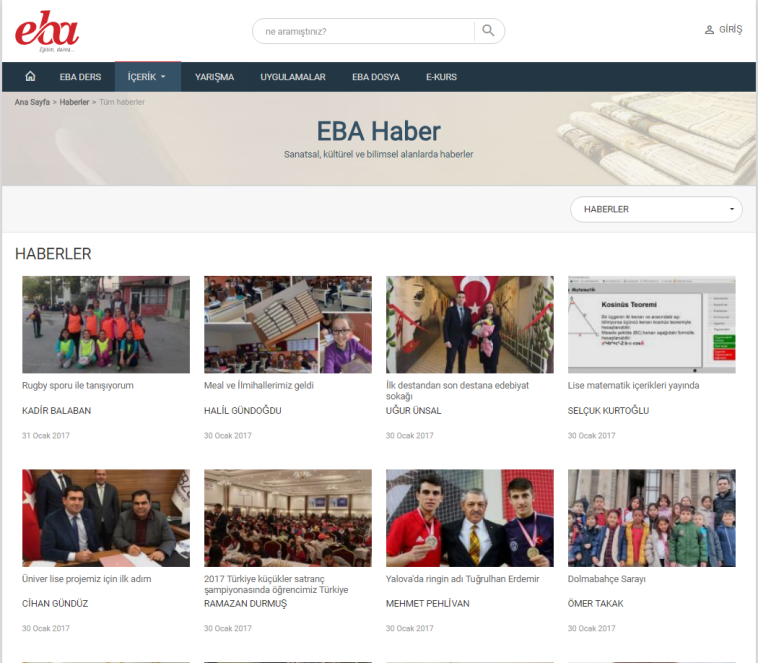 eba
Eğitim, daima...
ne aramıştınız?
GİRİŞ
EBA DERS
İÇERİK
YARIŞMA
UYGULAMALAR
EBA DOSYA
E-KURS
Ana Sayfa > Haberler > Tüm haberler
EBA Haber
Sanatsal, kültürel ve bilimsel alanlarda haberler
HABERLER
HABERLER
Matematik
Kosinüs Teoremi
Rugby sporu ile tanışıyorum
KADİR BALABAN
31 Ocak 2017
Meal ve İlmihallerimiz geldi
HALİL GÜNDOĞDU
30 Ocak 2017
İlk destandan son destana edebiyat
sokağı
UĞUR ÜNSAL
30 Ocak 2017
Lise matematik içerikleri yayında
SELÇUK KURTOĞLU
30 Ocak 2017
Üniver lise projemiz için ilk adım
CİHAN GÜNDÜZ
30 Ocak 2017
2017 Türkiye küçükler satranç
şampiyonasında öğrencimiz Türkiye
RAMAZAN DURMUŞ
30 Ocak 2017
Yalova'da ringin adı Tuğrulhan Erdemir
MEHMET PEHLİVAN
30 Ocak 2017
Dolmabahçe Sarayı
ÖMER TAKAK
30 Ocak 2017